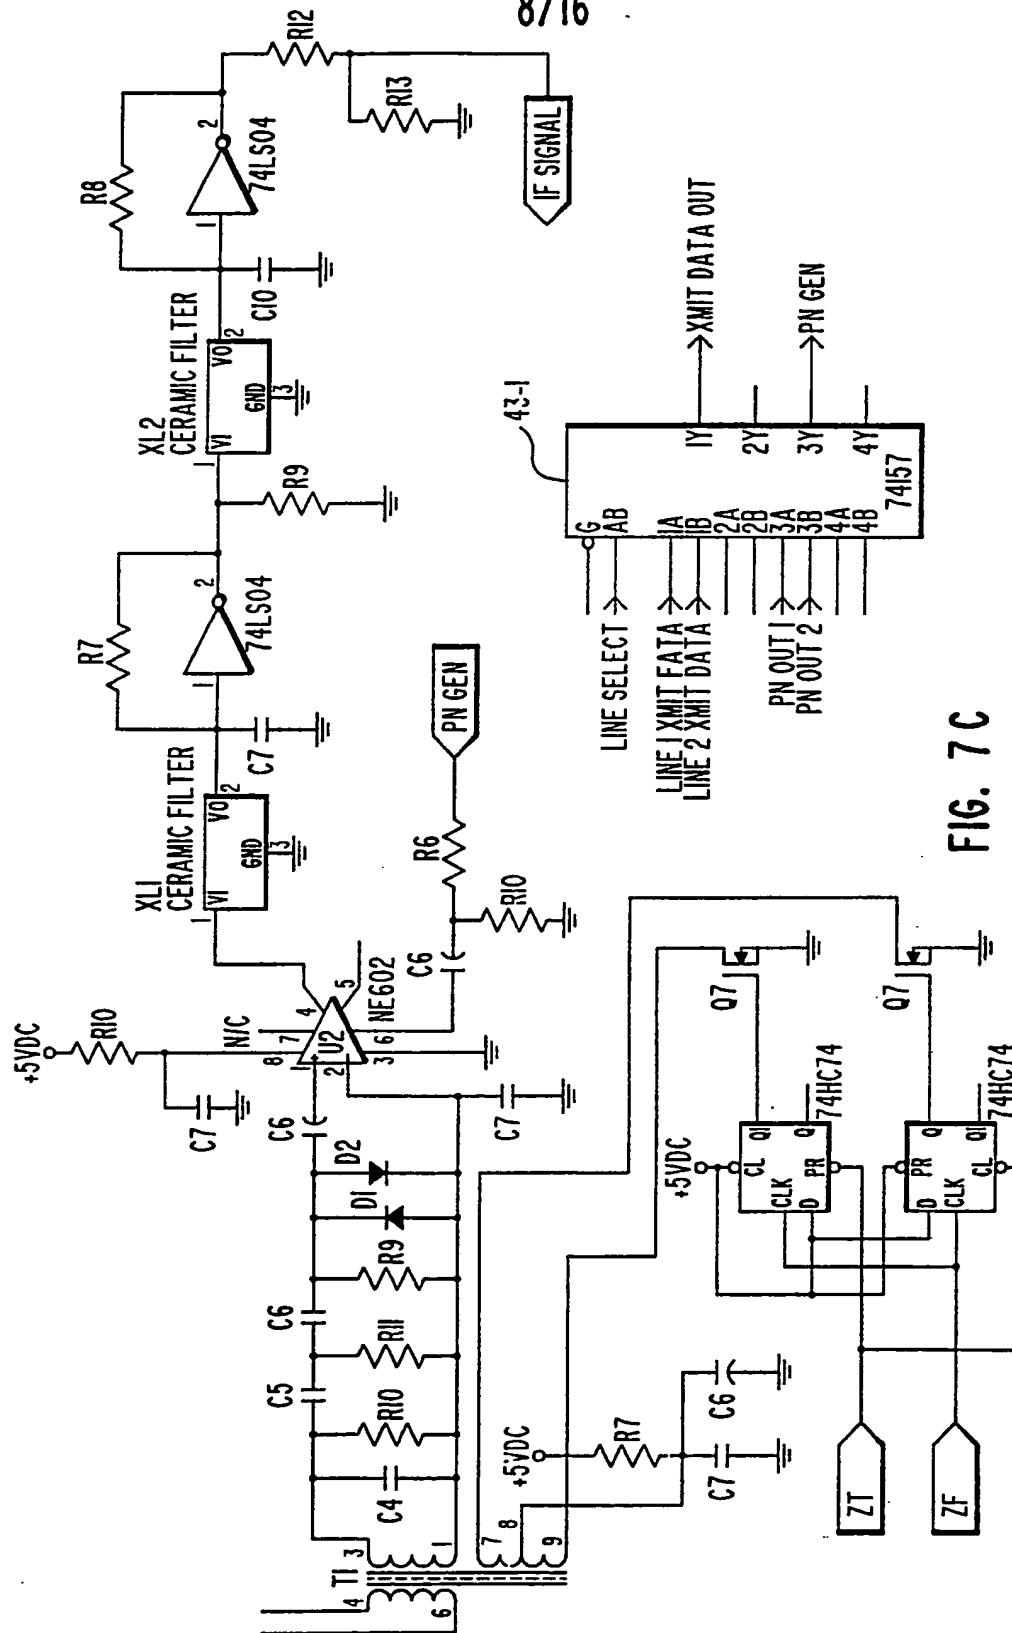 8/16
R12
R13
R8
2
74LS04
1
C10
IF SIGNAL
XL2
CERAMIC FILTER
VI
VO
GND
1
2
3
R9
R7
2
74LS04
1
C7
XL1
CERAMIC FILTER
VI
VO
GND
1
2
3
PN GEN
R6
R10
C6
+5VDC
R10
C7
N/C
8
7
4
5
1
2
3
6
U2
NE602
C6
D2
D1
R9
C6
R11
C5
R10
C4
C7
T1
3
1
4
6
7
8
9
+5VDC
R7
C7
C6
43-1
G
AB
1A
1B
2A
2B
3A
3B
4A
4B
1Y
2Y
3Y
4Y
74157
LINE SELECT
LINE 1 XMIT FATA
LINE 2 XMIT DATA
PN OUT 1
PN OUT 2
XMIT DATA OUT
PN GEN
Q7
Q7
+5VDC
CL
CLK
D
PR
Q1
Q
74HC74
PR
D
CLK
CL
Q
Q1
74HC74
ZT
ZF
FIG. 7C